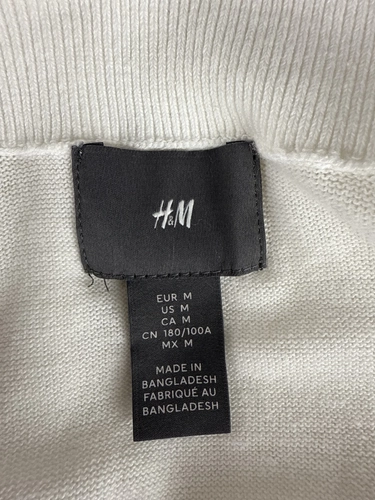 H&M
EUR M
US M
CA M
CN 180/100A
MX M
MADE IN
BANGLADESH
FABRIQUÉ AU
BANGLADESH